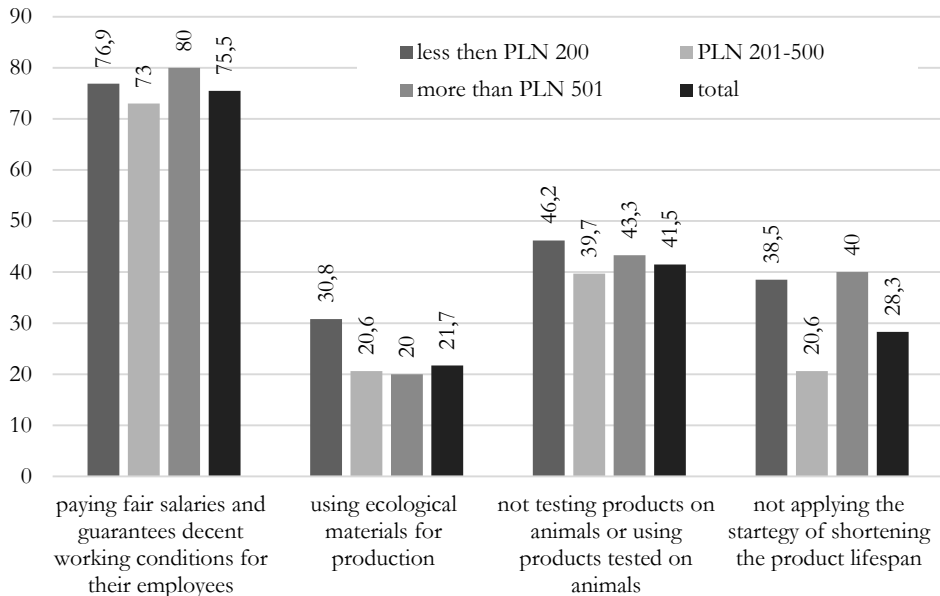 90
80
70
60
50
40
30
20
10
0
76,9
73
80
75,5
30,8
20,6
20
21,7
46,2
39,7
43,3
41,5
38,5
20,6
40
28,3
less then PLN 200
PLN 201-500
more than PLN 501
total
paying fair salaries and
guarantees decent
working conditions for
their employees
using ecological
materials for
production
not testing products on
animals or using
products tested on
animals
not applying the
startegy of shortening
the product lifespan